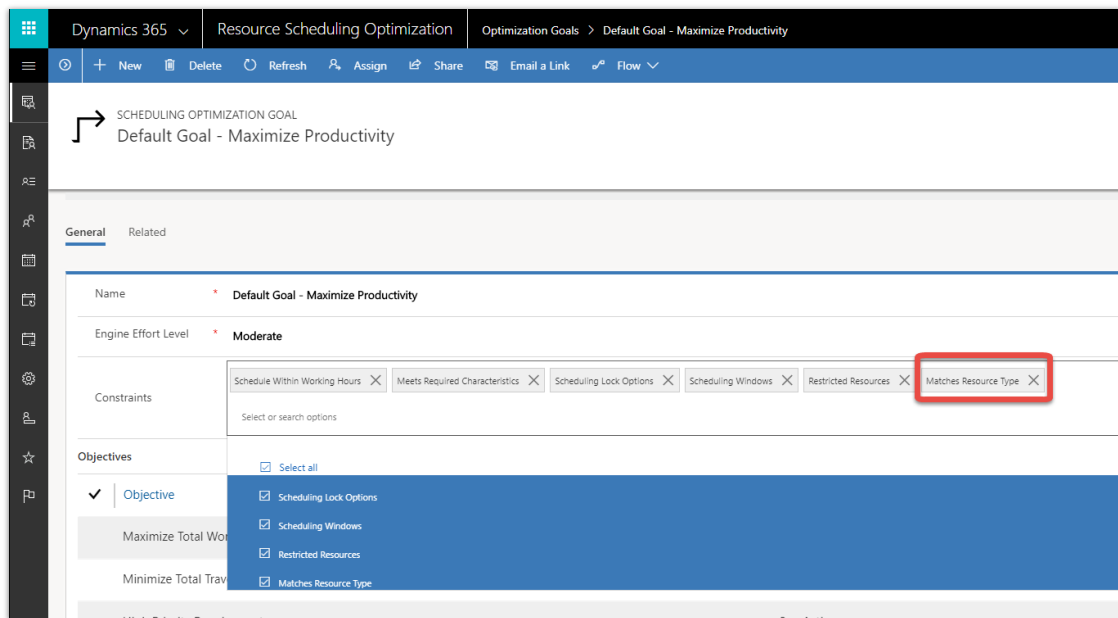 Dynamics 365 Resource Scheduling Optimization Optimization Goals > Default Goal - Maximize Productivity
New Delete Refresh Assign Share Email a Link Flow
SCHEDULING OPTIMIZATION GOAL
Default Goal - Maximize Productivity
General Related
Name * Default Goal - Maximize Productivity
Engine Effort Level * Moderate
Constraints
Schedule Within Working Hours Meets Required Characteristics Scheduling Lock Options Scheduling Windows Restricted Resources Matches Resource Type
Select or search options
Objectives
Select all
Objective
Scheduling Lock Options
Scheduling Windows
Restricted Resources
Matches Resource Type
Maximize Total Wor
Minimize Total Trav